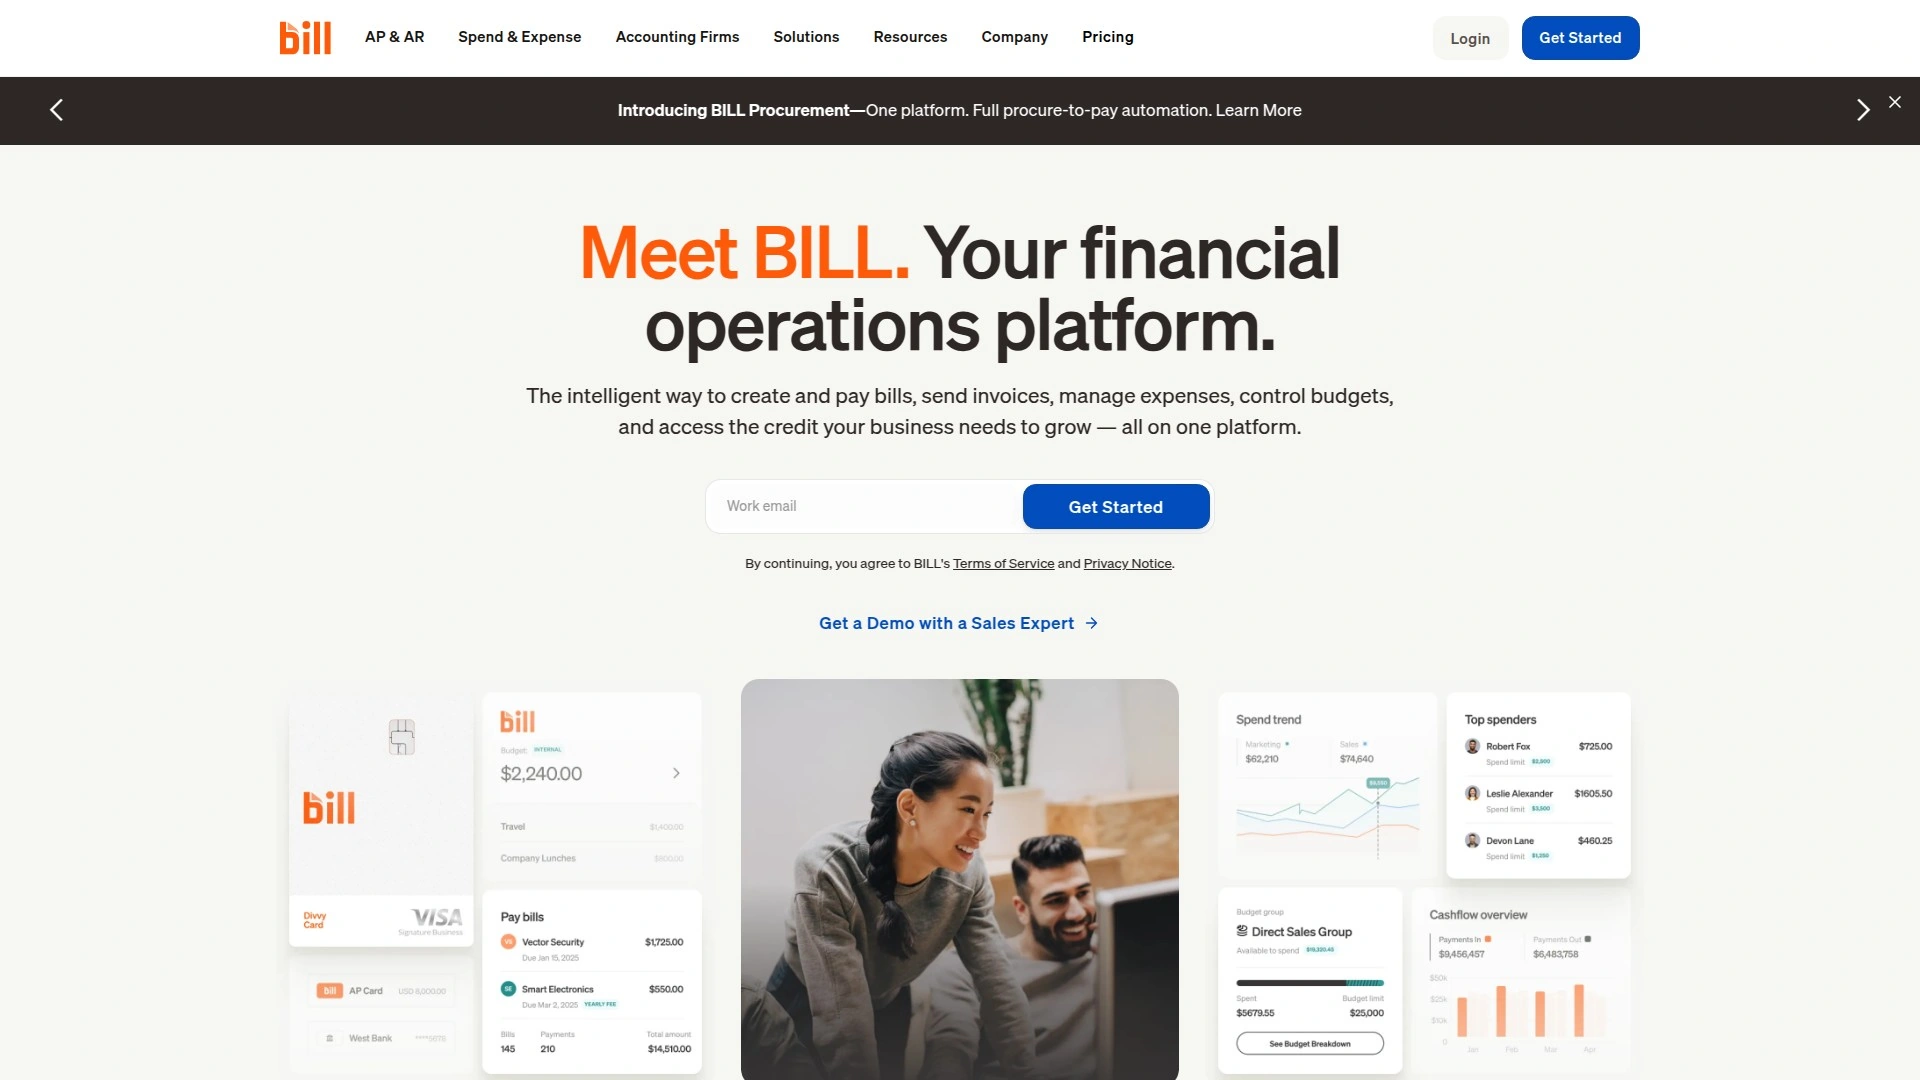 bill
AP & AR
Spend & Expense
Accounting Firms
Solutions
Resources
Company
Pricing
Login
Get Started
Introducing BILL Procurement—One platform. Full procure-to-pay automation. Learn More
Meet BILL. Your financial
operations platform.
The intelligent way to create and pay bills, send invoices, manage expenses, control budgets,
and access the credit your business needs to grow — all on one platform.
Work email
Get Started
By continuing, you agree to BILL's Terms of Service and Privacy Notice.
Get a Demo with a Sales Expert
bill
Divvy
Card
VISA
Signature Business
bill AP Card USD 8,000.00
West Bank ****5678
bill
Budget: INTERNAL
$2,240.00
Travel $1,400.00
Company Lunches $800.00
Pay bills
VS Vector Security $1,725.00
Due Jan 15, 2025
SE Smart Electronics $550.00
Due Mar 2, 2025 YEARLY FEE
Bills Payments Total amount
145 210 $14,510.00
Spend trend
Marketing Sales
$62,210 $74,640
Top spenders
Robert Fox $725.00
Spend limit $2,500
Leslie Alexander $1605.50
Spend limit $3,500
Devon Lane $460.25
Spend limit $1,250
Budget group
Direct Sales Group
Available to spend $19,320.45
Spent Budget limit
$5679.55 $25,000
See Budget Breakdown
Cashflow overview
Payments In Payments Out
$9,456,457 $6,483,758
$50k
$25k
$10k
0
Jan Feb Mar Apr